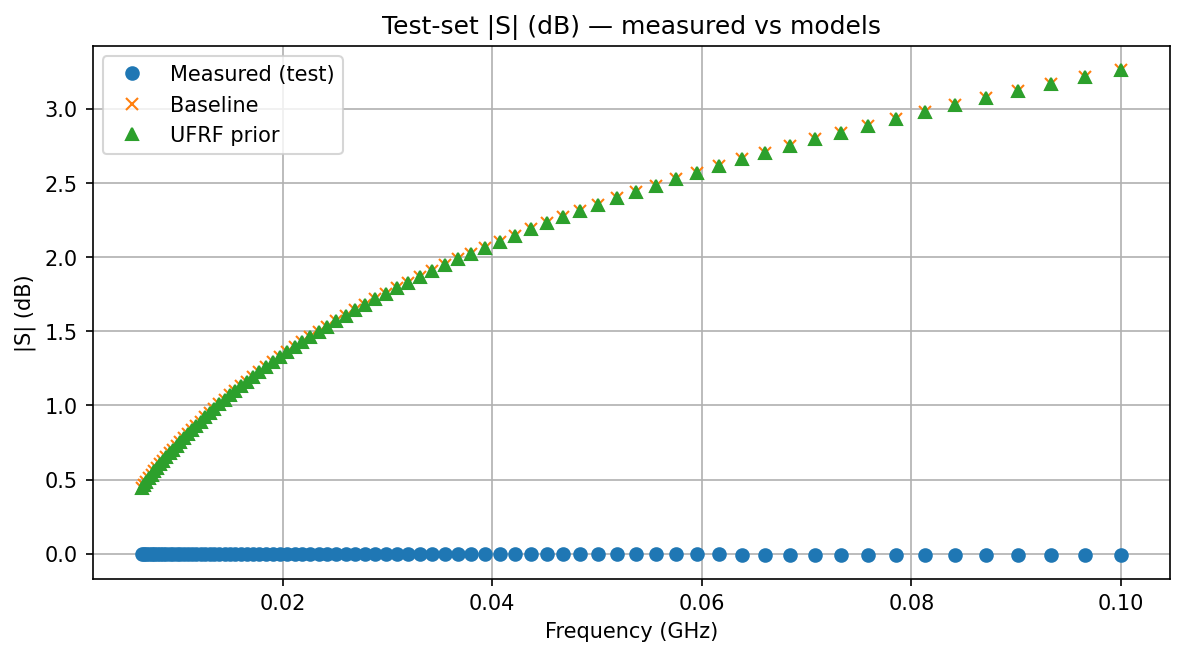 Test-set |S| (dB) — measured vs models
Measured (test)
Baseline
UFRF prior
|S| (dB)
3.0
2.5
2.0
1.5
1.0
0.5
0.0
0.02
0.04
0.06
0.08
0.10
Frequency (GHz)